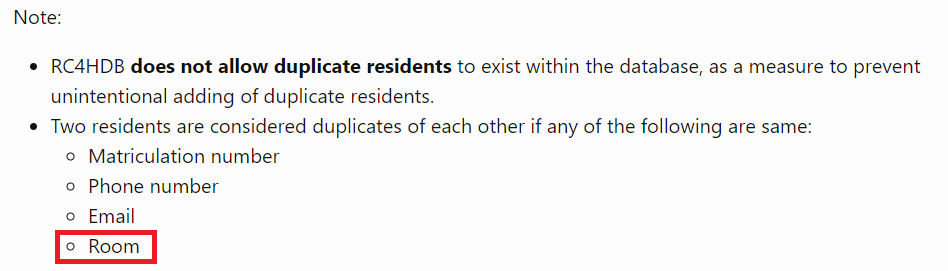 Note:
RC4HDB does not allow duplicate residents to exist within the database, as a measure to prevent
unintentional adding of duplicate residents.
Two residents are considered duplicates of each other if any of the following are same:
Matriculation number
Phone number
Email
Room